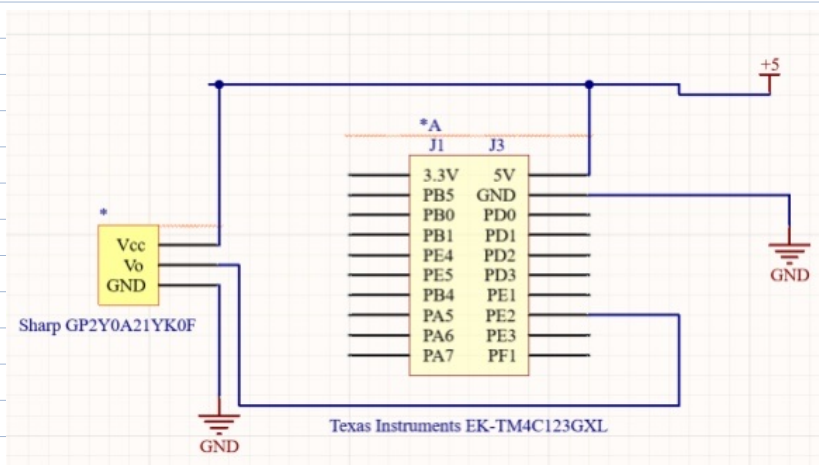 +5
*A
J1 J3
3.3V 5V
PB5 GND
PB0 PD0
PB1 PD1
PE4 PD2
PE5 PD3
PB4 PE1
PA5 PE2
PA6 PE3
PA7 PF1
Texas Instruments EK-TM4C123GXL
*
Vcc
Vo
GND
Sharp GP2Y0A21YK0F
GND
GND